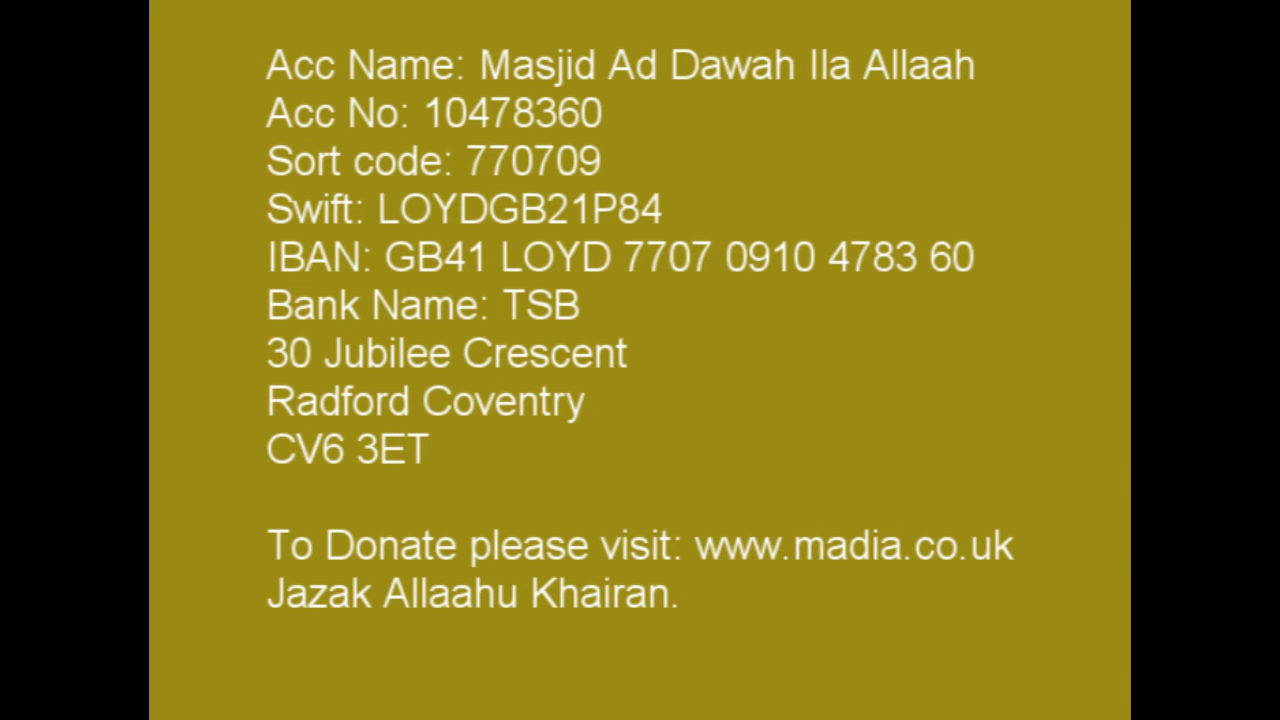 Acc Name: Masjid Ad Dawah Ila Allaah
Acc No: 10478360
Sort code: 770709
Swift: LOYDGB21P84
IBAN: GB41 LOYD 7707 0910 4783 60
Bank Name: TSB
30 Jubilee Crescent
Radford Coventry
CV6 3ET
To Donate please visit: www.madia.co.uk
Jazak Allaahu Khairan.